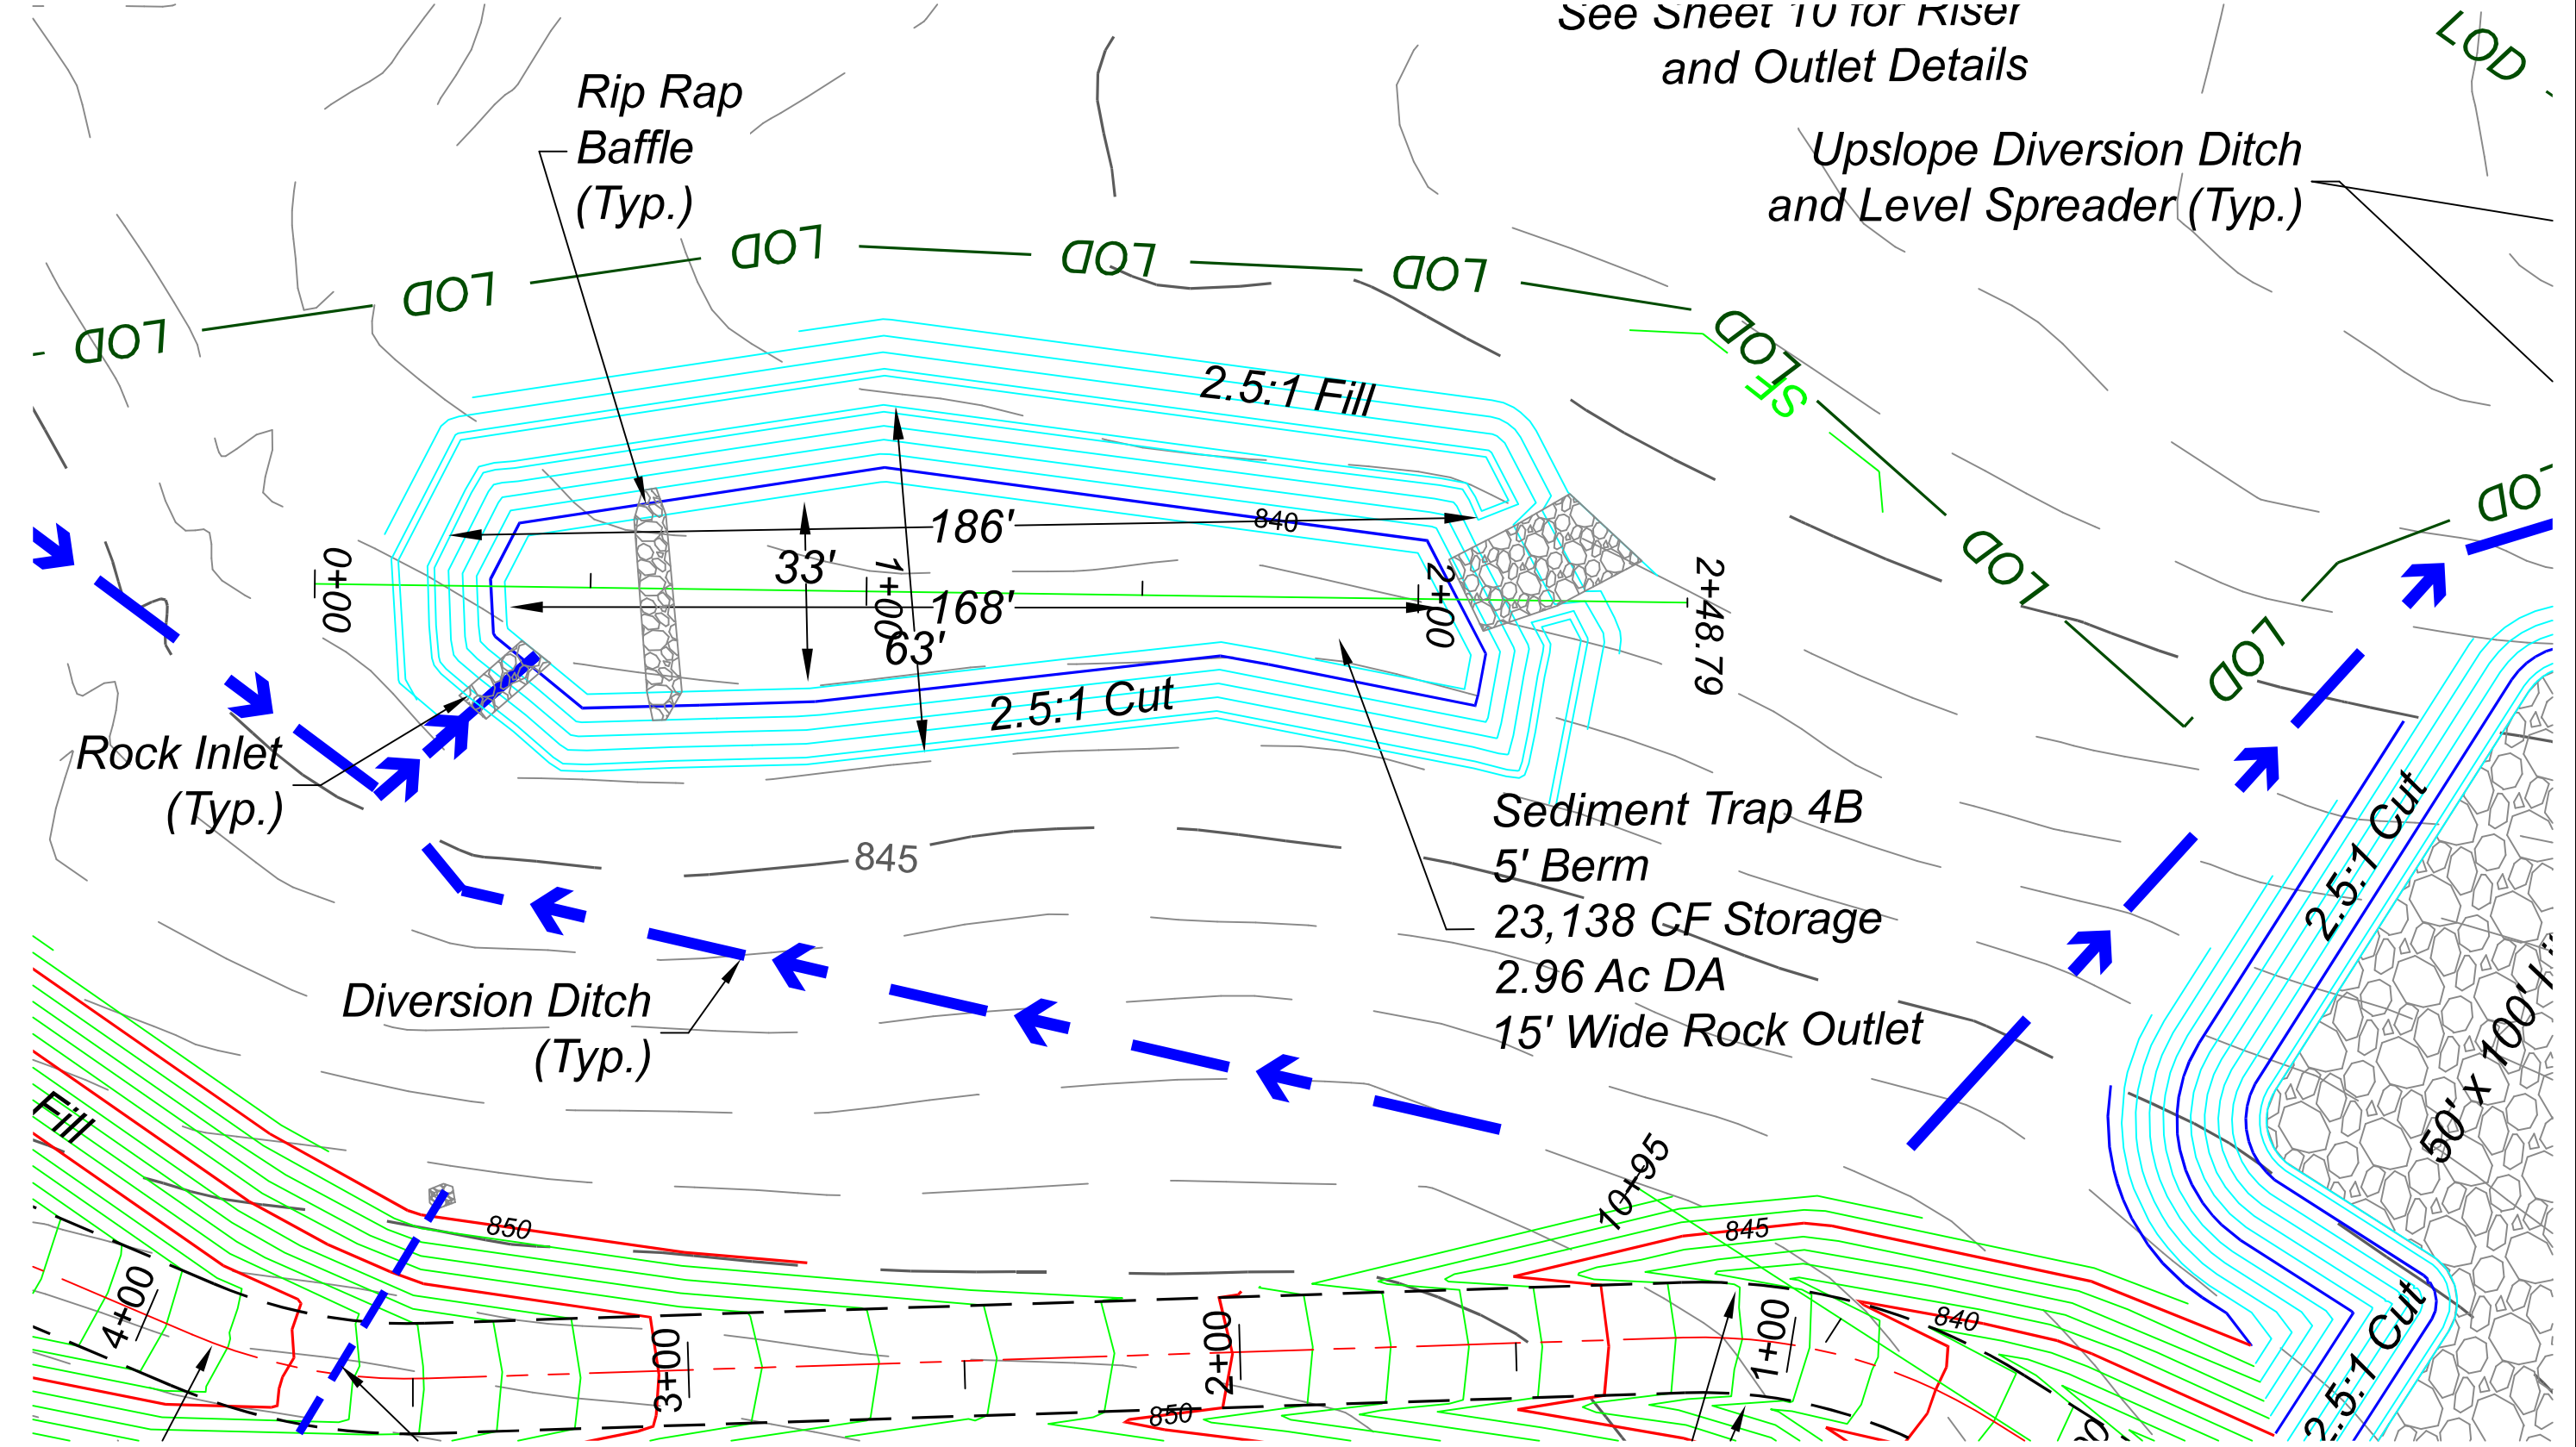 See Sheet 10 for Riser
and Outlet Details
LOD
Rip Rap
Baffle
(Typ.)
Upslope Diversion Ditch
and Level Spreader (Typ.)
LOD
LOD
LOD
LOD
LOD
LOD
SF
LOD
LOD
LOD
2.5:1 Fill
186'
840
33'
168'
63'
0+00
1+00
2+00
2+48.79
2.5:1 Cut
Rock Inlet
(Typ.)
845
Sediment Trap 4B
5' Berm
23,138 CF Storage
2.96 Ac DA
15' Wide Rock Outlet
Diversion Ditch
(Typ.)
2.5:1 Cut
50' x 100'
Fill
10+95
850
845
840
4+00
3+00
2+00
1+00
850
2.5:1 Cut